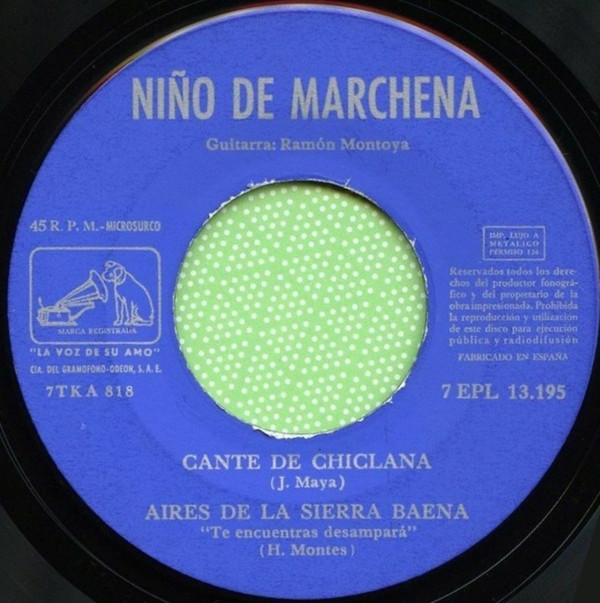 NIÑO DE MARCHENA
Guitarra: Ramón Montoya
45 R. P. M.-MICROSURCO
MARCA REGISTRADA
"LA VOZ DE SU AMO"
CIA. DEL GRAMOFONO-ODEON, S. A. E.
7TKA 818
IMP. LUJO A
METALICO
PERMISO 124
Reservados todos los dere-
chos del productor fonográ-
fico y del propietario de la
obra impresionada. Prohibida
la reproducción y utilización
de este disco para ejecución
pública y radiodifusión
FABRICADO EN ESPAÑA
7 EPL 13.195
CANTE DE CHICLANA
(J. Maya)
AIRES DE LA SIERRA BAENA
"Te encuentras desampará"
(H. Montes)